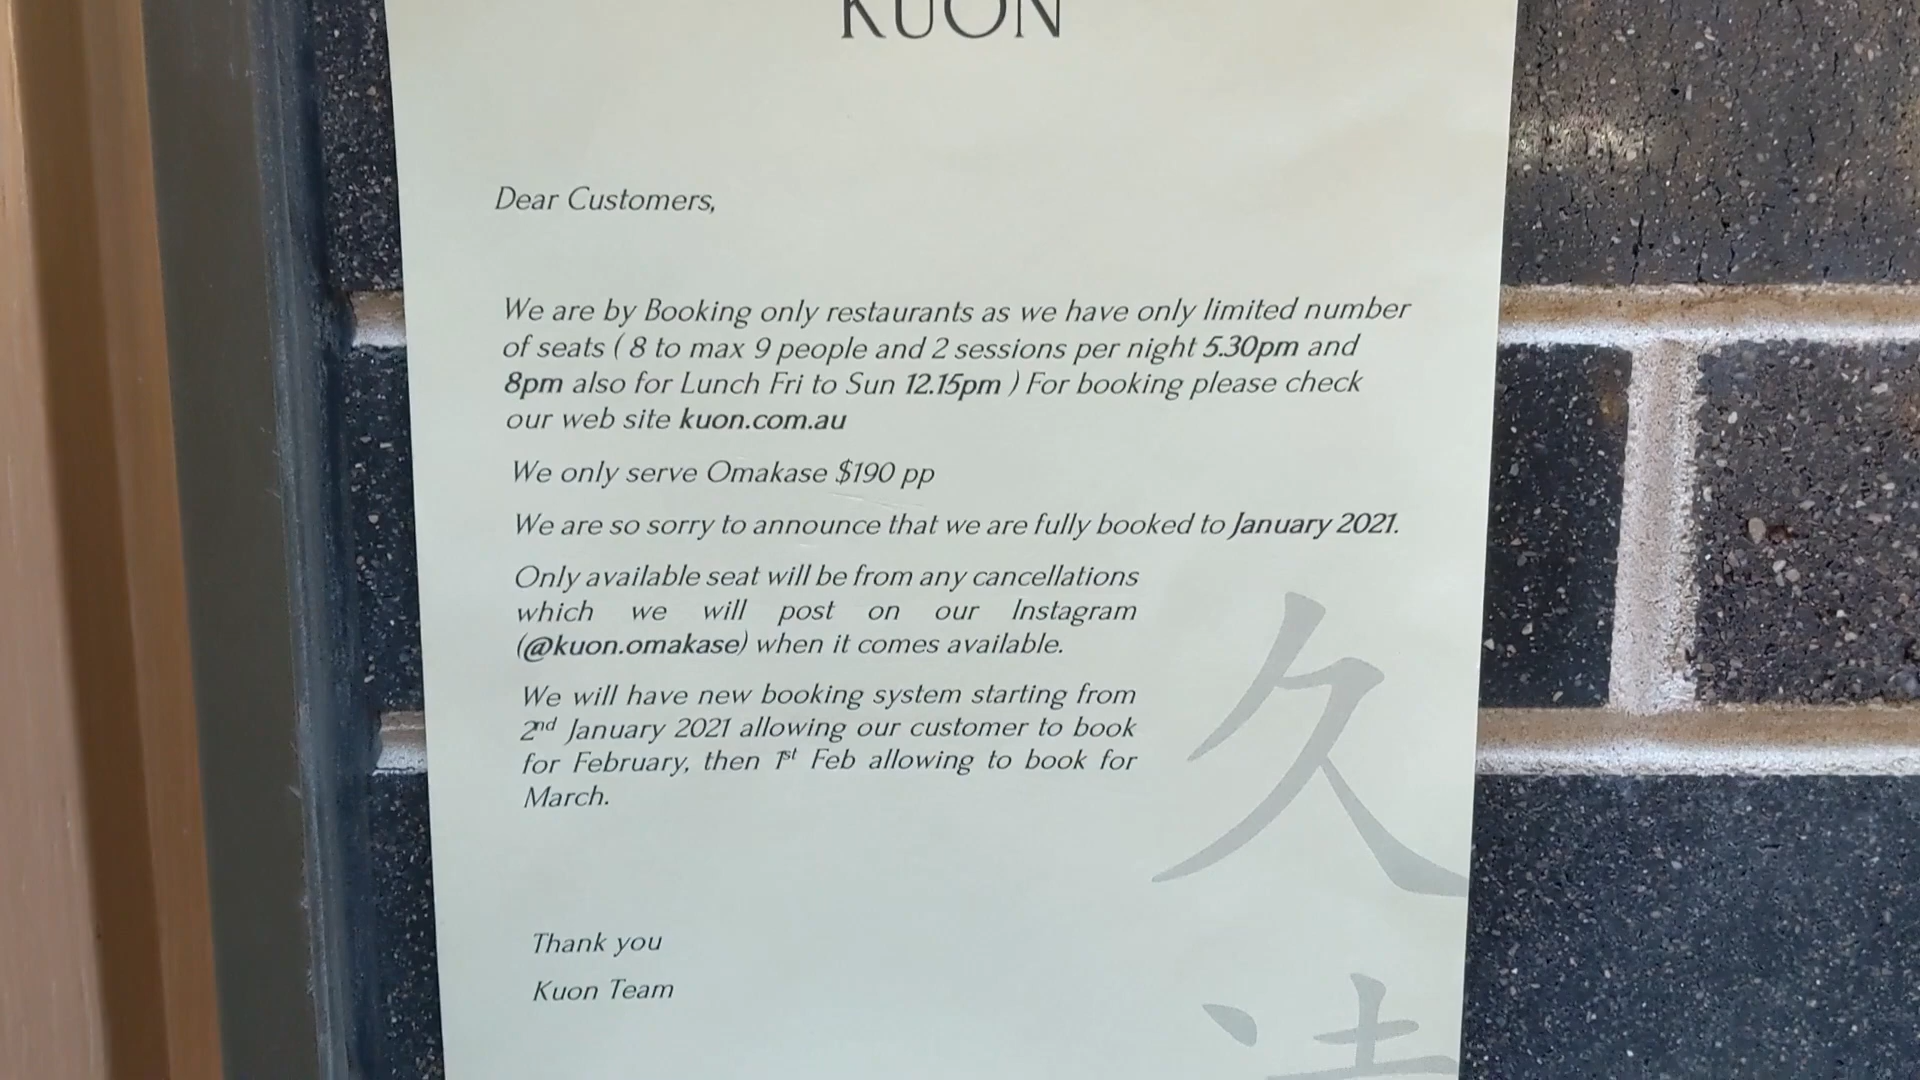 KUON
Dear Customers,
We are by Booking only restaurants as we have only limited number
of seats ( 8 to max 9 people and 2 sessions per night 5.30pm and
8pm also for Lunch Fri to Sun 12.15pm ) For booking please check
our web site kuon.com.au
We only serve Omakase $190 pp
We are so sorry to announce that we are fully booked to January 2021.
Only available seat will be from any cancellations
which we will post on our Instagram
(@kuon.omakase) when it comes available.
We will have new booking system starting from
2nd January 2021 allowing our customer to book
for February, then 1st Feb allowing to book for
March.
Thank you
Kuon Team
久